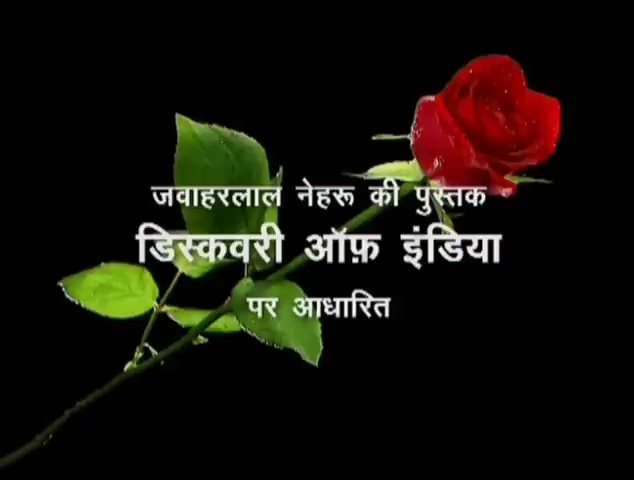 जवाहरलाल नेहरू की पुस्तक
डिस्कवरी ऑफ़ इंडिया
पर आधारित